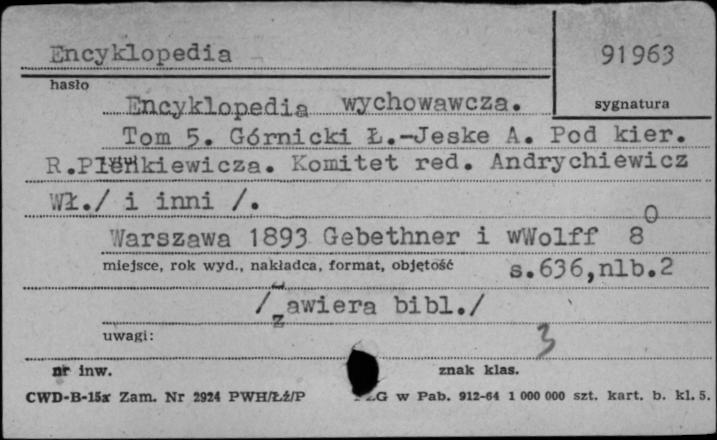 Encyklopedia 91963
hasło
Encyklopedia wychowawcza. sygnatura
Tom 5. Górnicki Ł.-Jeske A. Pod kier.
R. Plenkiewicza. Komitet red. Andrychiewicz
Wł./ i inni /.
Warszawa 1893 Gebethner i wWolff 8 0
miejsce, rok wyd., nakładca, format, objętość s.636,nlb.2
/zawiera bibl./
uwagi: 3
nr inw. znak klas.
CWD-B-15x Zam. Nr 2924 PWH/Łź/P w Pab. 912-64 1 000 000 szt. kart. b. kl. 5.